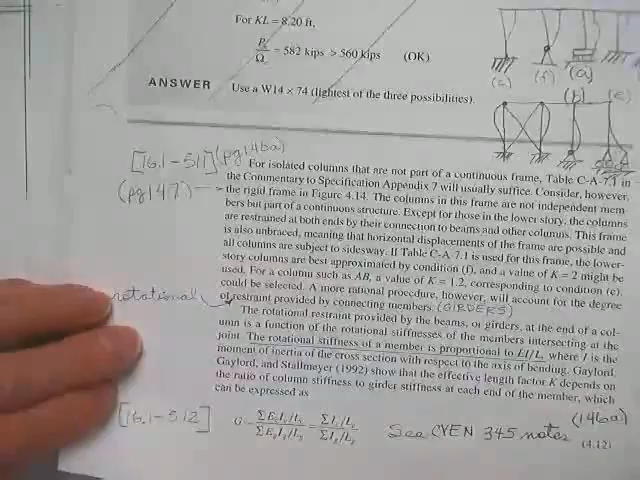 For KL = 8.20 ft,
Pn/Ωc = 582 kips > 560 kips (OK)
(f) (a)
(b)
ANSWER Use a W14 × 74 (lightest of the three possibilities).
[16.1-511] (pg 146a)
(pg 147)
For isolated columns that are not part of a continuous frame, Table C-A-7.1 in
the Commentary to Specification Appendix 7 will usually suffice. Consider, however,
the rigid frame in Figure 4.14. The columns in this frame are not independent mem-
bers but part of a continuous structure. Except for those in the lower story, the columns
are restrained at both ends by their connection to beams and other columns. This frame
is also unbraced, meaning that horizontal displacements of the frame are possible and
all columns are subject to sidesway. If Table C-A-7.1 is used for this frame, the lower-
story columns are best approximated by condition (f), and a value of K = 2 might be
used. For a column such as AB, a value of K = 1.2, corresponding to condition (c),
could be selected. A more rational procedure, however, will account for the degree
rotational of restraint provided by connecting members. (GIRDERS)
The rotational restraint provided by the beams, or girders, at the end of a col-
umn is a function of the rotational stiffnesses of the members intersecting at the
joint. The rotational stiffness of a member is proportional to EI/L, where I is the
moment of inertia of the cross section with respect to the axis of bending. Gaylord,
Gaylord, and Stallmeyer (1992) show that the effective length factor K depends on
the ratio of column stiffness to girder stiffness at each end of the member, which
can be expressed as
(146a)
[16.1-512] G = ΣEcIc/Lc / ΣEgIg/Lg = ΣIc/Lc / ΣIg/Lg See CVEN 345 notes (4.12)